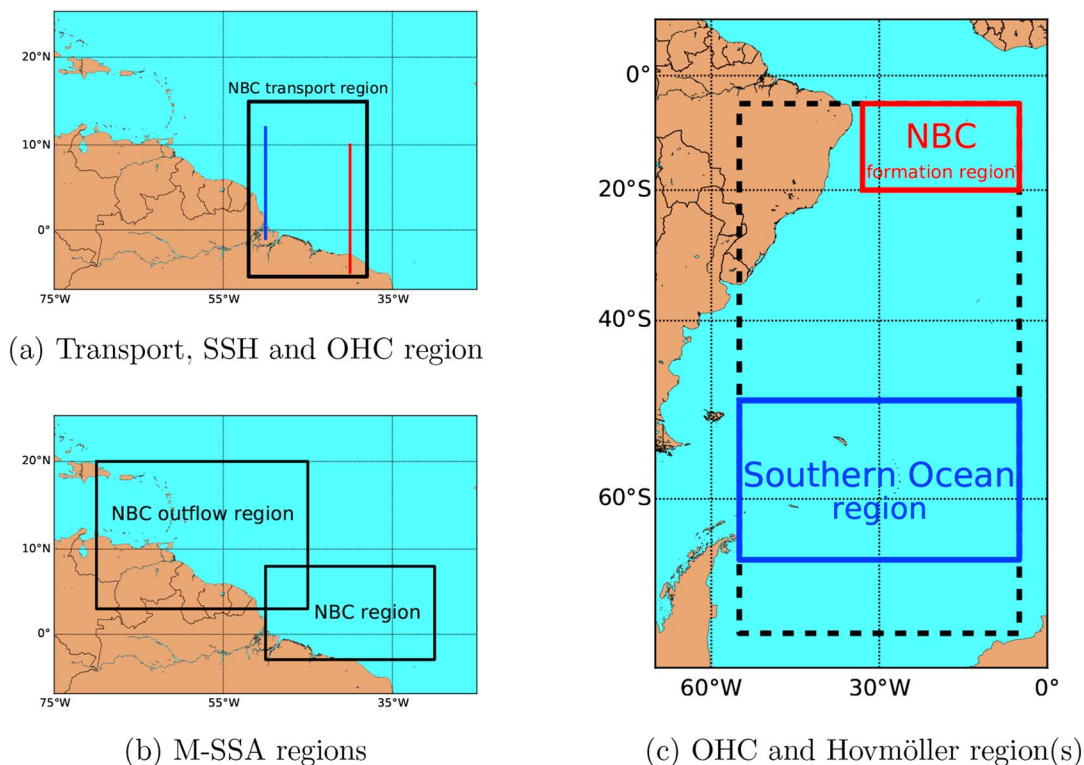 20°N
10°N
0°
75°W
55°W
35°W
NBC transport region
(a) Transport, SSH and OHC region
20°N
10°N
0°
75°W
55°W
35°W
NBC outflow region
NBC region
(b) M-SSA regions
0°
20°S
40°S
60°S
60°W
30°W
0°
NBC
formation region
Southern Ocean
region
(c) OHC and Hovmöller region(s)